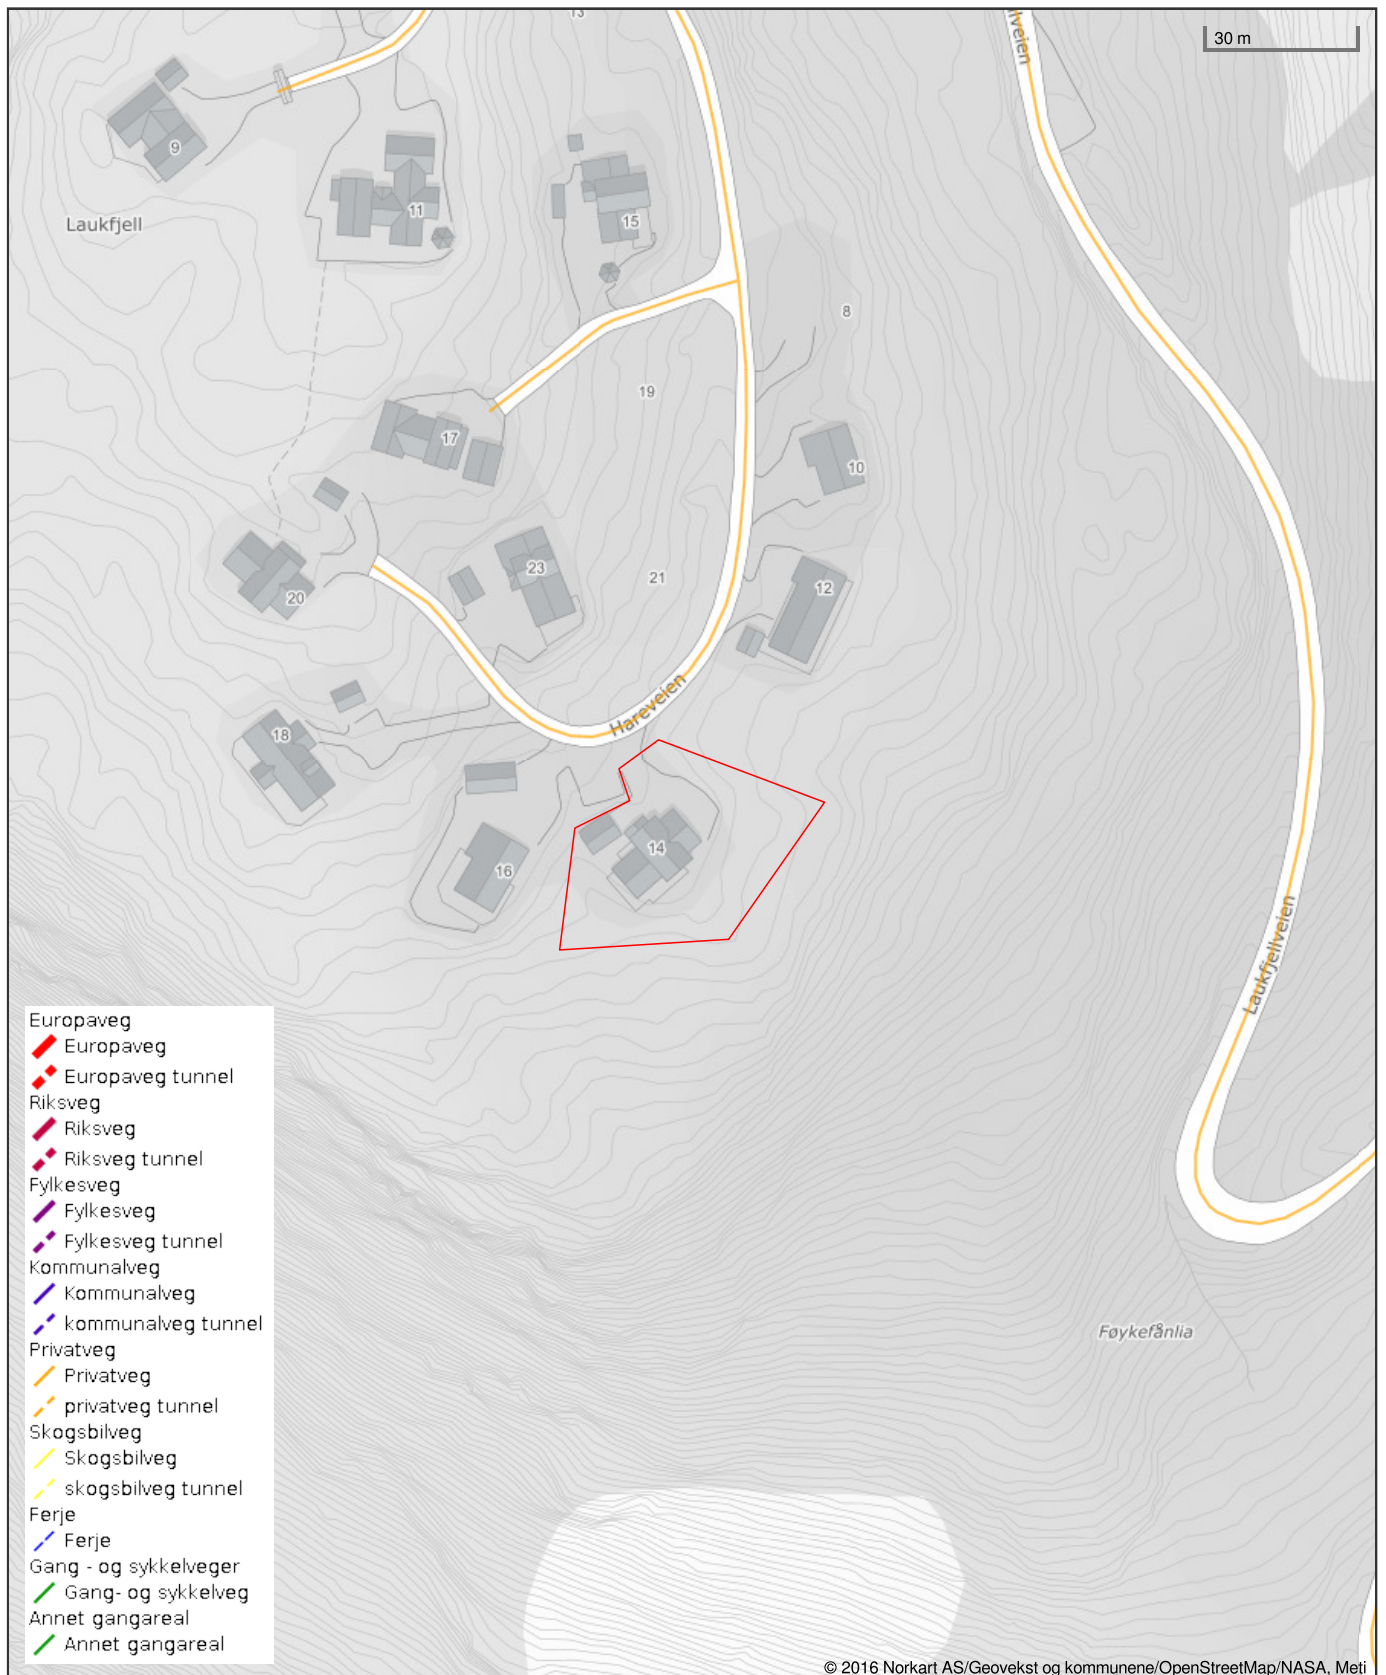 13
lveien
30 m
9
11
15
Laukfjell
8
19
17
10
23
21
12
20
Hareveien
18
14
16
Laukfjellveien
Europaveg
Europaveg
Europaveg tunnel
Riksveg
Riksveg
Riksveg tunnel
Fylkesveg
Fylkesveg
Fylkesveg tunnel
Kommunalveg
Kommunalveg
kommunalveg tunnel
Privatveg
Privatveg
privatveg tunnel
Skogsbilveg
Skogsbilveg
skogsbilveg tunnel
Ferje
Ferje
Gang - og sykkelveger
Gang- og sykkelveg
Annet gangareal
Annet gangareal
Føykefånlia
© 2016 Norkart AS/Geovekst og kommunene/OpenStreetMap/NASA, Meti